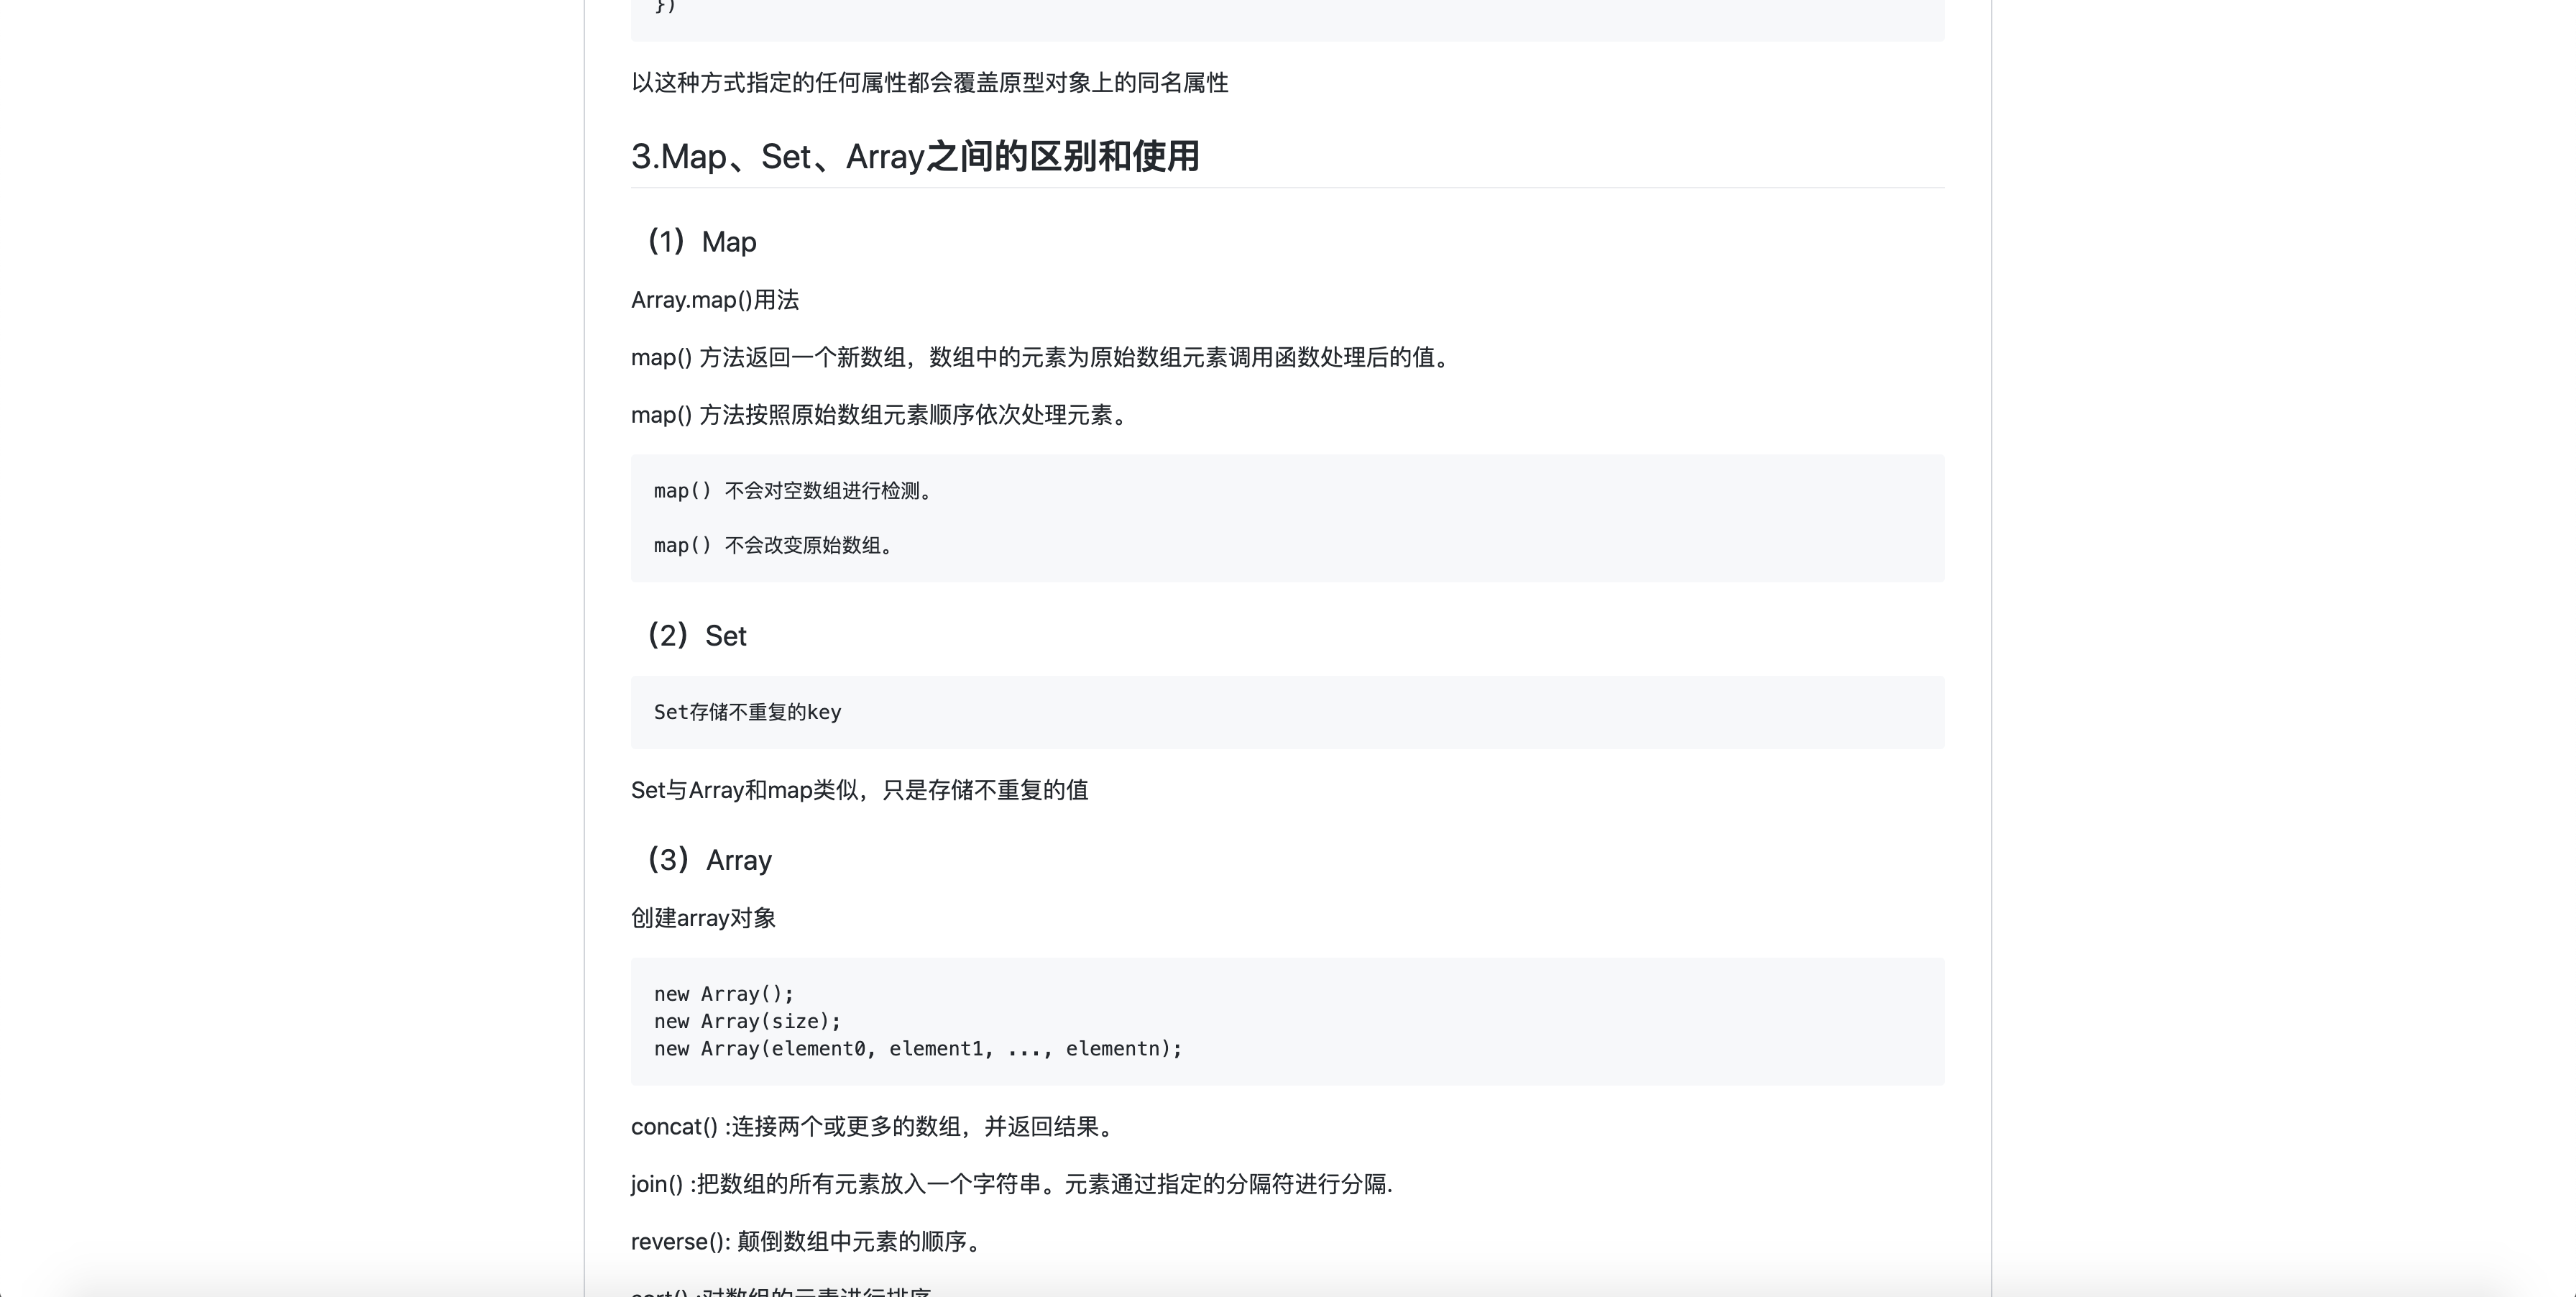 })
以这种方式指定的任何属性都会覆盖原型对象上的同名属性
3.Map、Set、Array之间的区别和使用
（1）Map
Array.map()用法
map() 方法返回一个新数组，数组中的元素为原始数组元素调用函数处理后的值。
map() 方法按照原始数组元素顺序依次处理元素。
map() 不会对空数组进行检测。
map() 不会改变原始数组。
（2）Set
Set存储不重复的key
Set与Array和map类似，只是存储不重复的值
（3）Array
创建array对象
new Array();
new Array(size);
new Array(element0, element1, ..., elementn);
concat() :连接两个或更多的数组，并返回结果。
join() :把数组的所有元素放入一个字符串。元素通过指定的分隔符进行分隔.
reverse(): 颠倒数组中元素的顺序。
sort() :对数组的元素进行排序